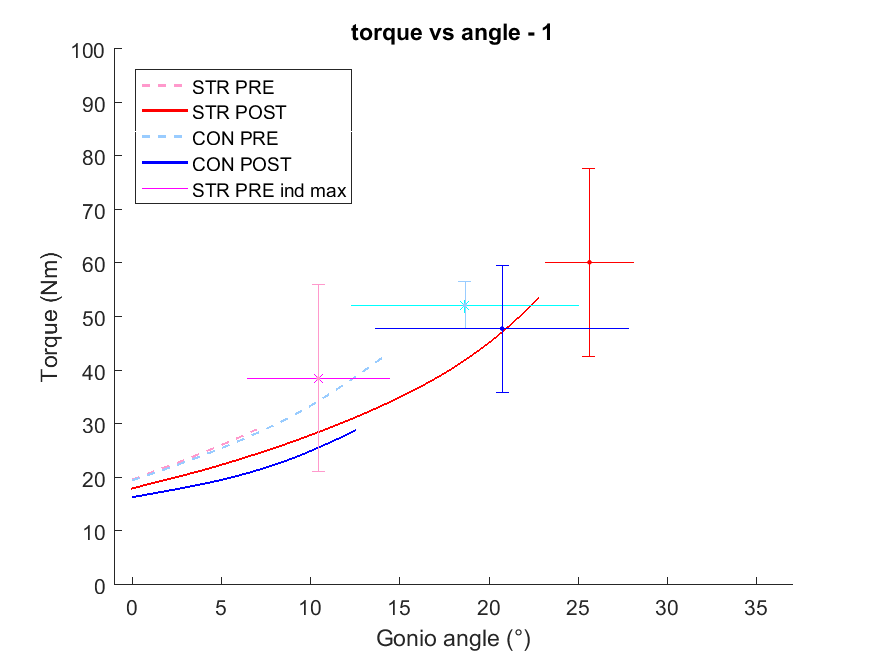 torque vs angle - 1
100
90
80
70
60
50
40
30
20
10
0
STR PRE
STR POST
CON PRE
CON POST
STR PRE ind max
Torque (Nm)
0 5 10 15 20 25 30 35
Gonio angle (°)